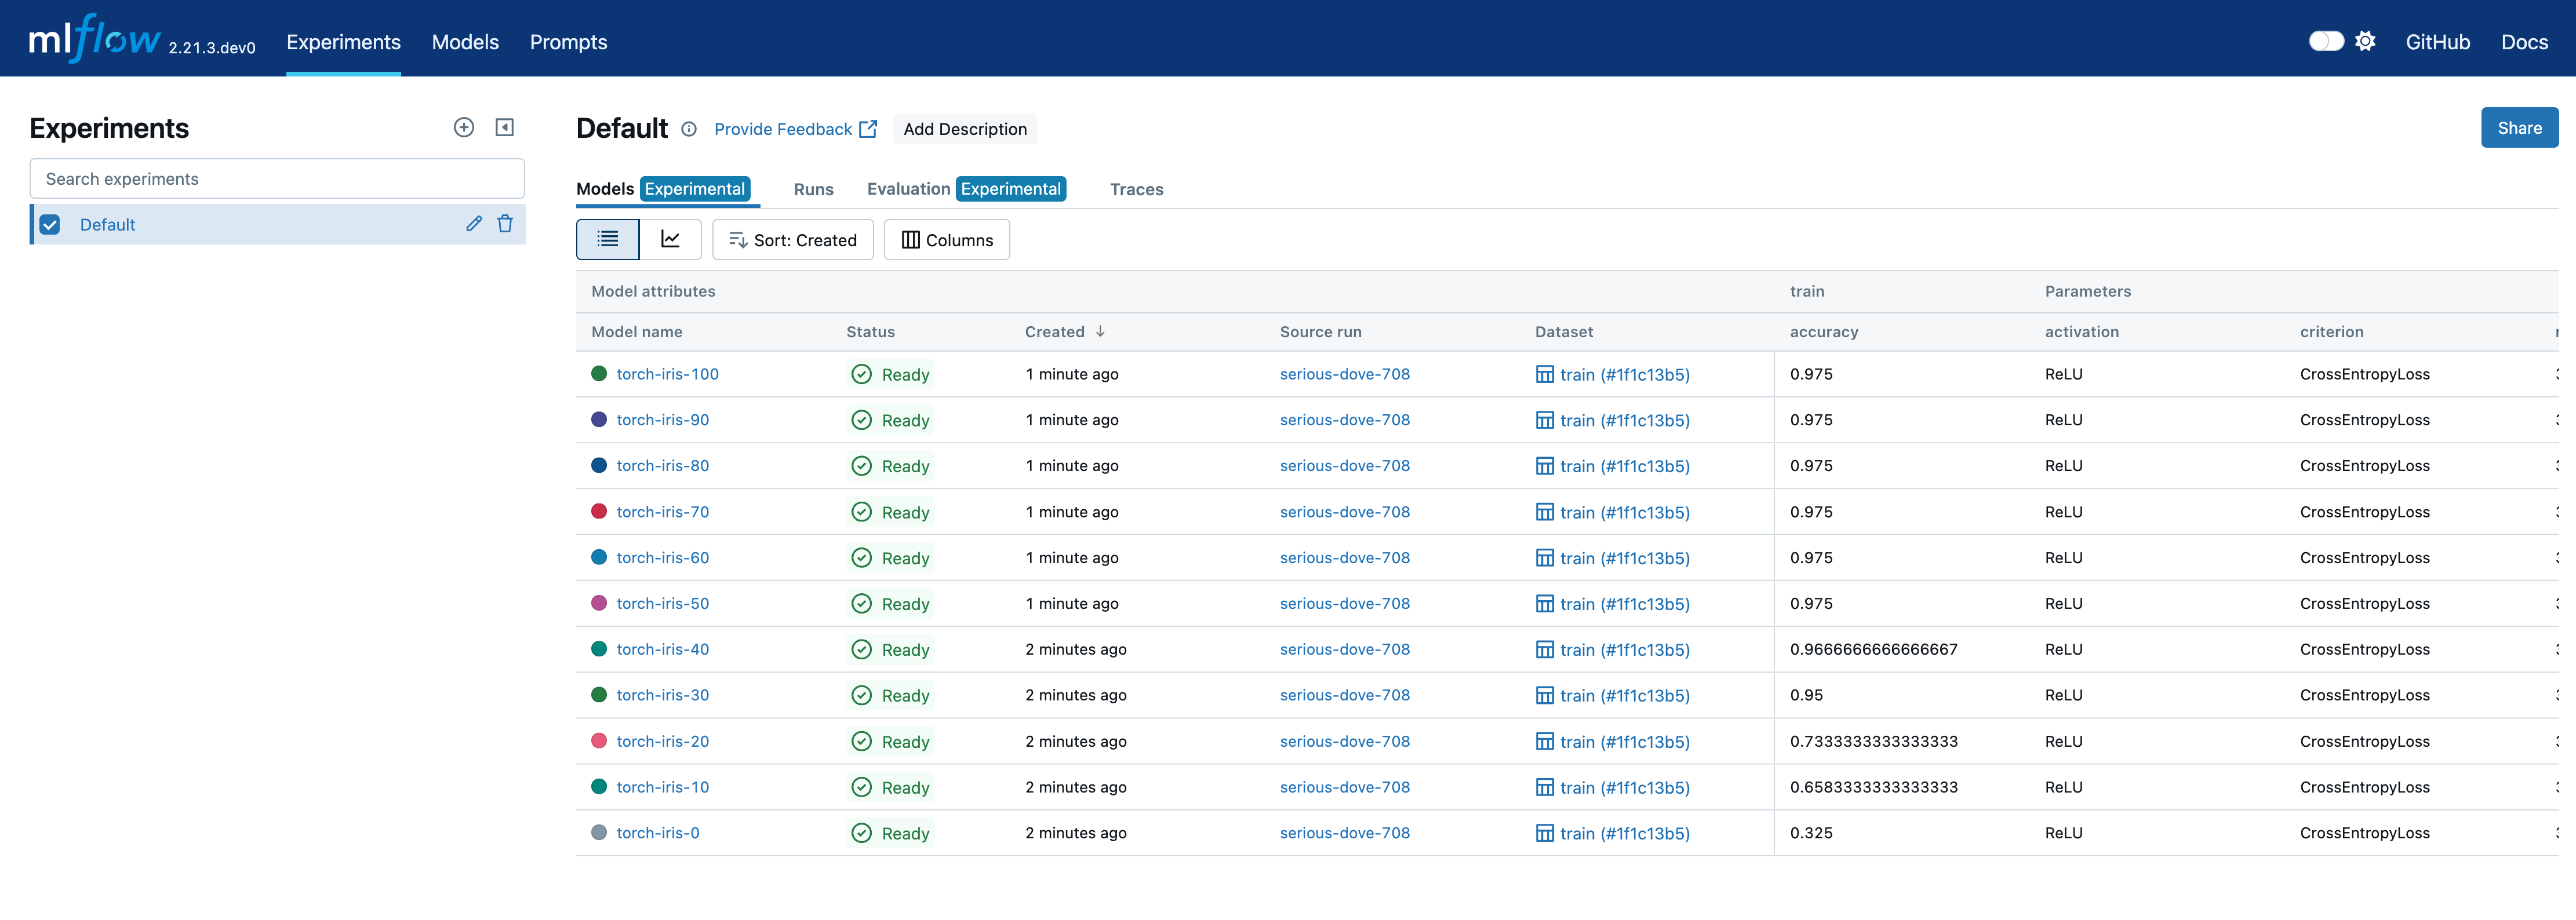 mlflow 2.21.3.dev0 Experiments Models Prompts GitHub Docs
Experiments
Search experiments
Default
Default Provide Feedback Add Description Share
Models Experimental Runs Evaluation Experimental Traces
Sort: Created Columns
Model attributes train Parameters
Model name Status Created Source run Dataset accuracy activation criterion
torch-iris-100 Ready 1 minute ago serious-dove-708 train (#1f1c13b5) 0.975 ReLU CrossEntropyLoss
torch-iris-90 Ready 1 minute ago serious-dove-708 train (#1f1c13b5) 0.975 ReLU CrossEntropyLoss
torch-iris-80 Ready 1 minute ago serious-dove-708 train (#1f1c13b5) 0.975 ReLU CrossEntropyLoss
torch-iris-70 Ready 1 minute ago serious-dove-708 train (#1f1c13b5) 0.975 ReLU CrossEntropyLoss
torch-iris-60 Ready 1 minute ago serious-dove-708 train (#1f1c13b5) 0.975 ReLU CrossEntropyLoss
torch-iris-50 Ready 1 minute ago serious-dove-708 train (#1f1c13b5) 0.975 ReLU CrossEntropyLoss
torch-iris-40 Ready 2 minutes ago serious-dove-708 train (#1f1c13b5) 0.9666666666666667 ReLU CrossEntropyLoss
torch-iris-30 Ready 2 minutes ago serious-dove-708 train (#1f1c13b5) 0.95 ReLU CrossEntropyLoss
torch-iris-20 Ready 2 minutes ago serious-dove-708 train (#1f1c13b5) 0.7333333333333333 ReLU CrossEntropyLoss
torch-iris-10 Ready 2 minutes ago serious-dove-708 train (#1f1c13b5) 0.6583333333333333 ReLU CrossEntropyLoss
torch-iris-0 Ready 2 minutes ago serious-dove-708 train (#1f1c13b5) 0.325 ReLU CrossEntropyLoss